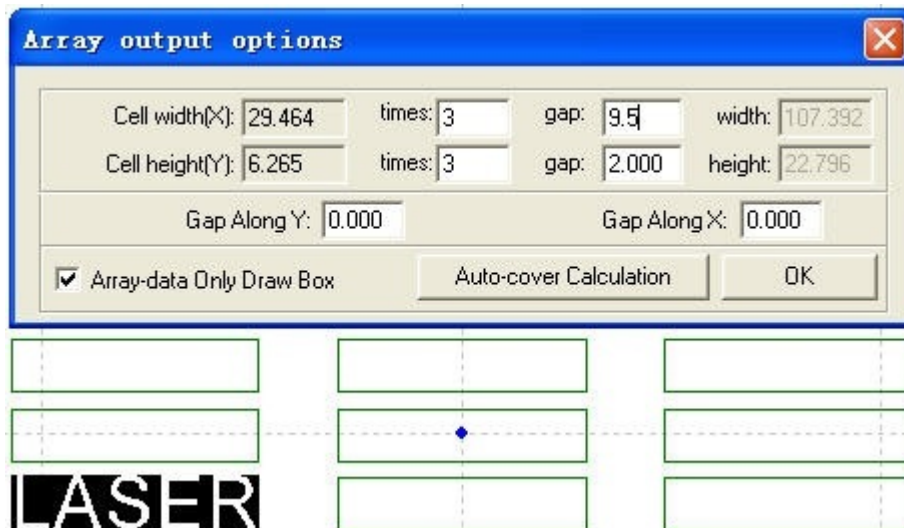 Array output options
Cell width(X): 29.464 times: 3 gap: 9.5 width: 107.392
Cell height(Y): 6.265 times: 3 gap: 2.000 height: 22.796
Gap Along Y: 0.000 Gap Along X: 0.000
Array-data Only Draw Box Auto-cover Calculation OK
LASER